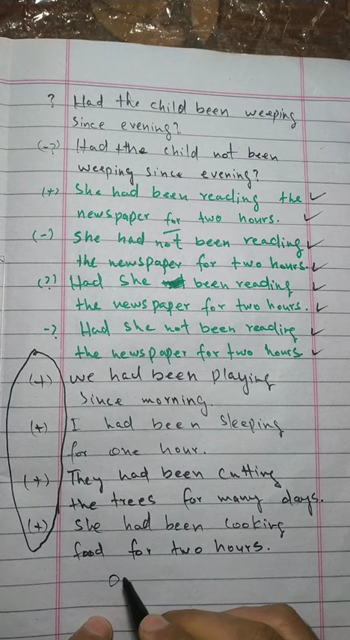 ? Had the child been weeping
since evening?
(-?) Had the child not been
weeping since evening?
(+) She had been reading the ✓
newspaper for two hours. ✓
(-) She had not been reading ✓
the newspaper for two hours. ✓
(?) Had she been reading ✓
the newspaper for two hours. ✓
-? Had she not been reading ✓
the newspaper for two hours ✓
(+) we had been playing
since morning.
(+) I had been sleeping
for one hour.
(+) They had been cutting
the trees for many days.
(+) She had been cooking
food for two hours.